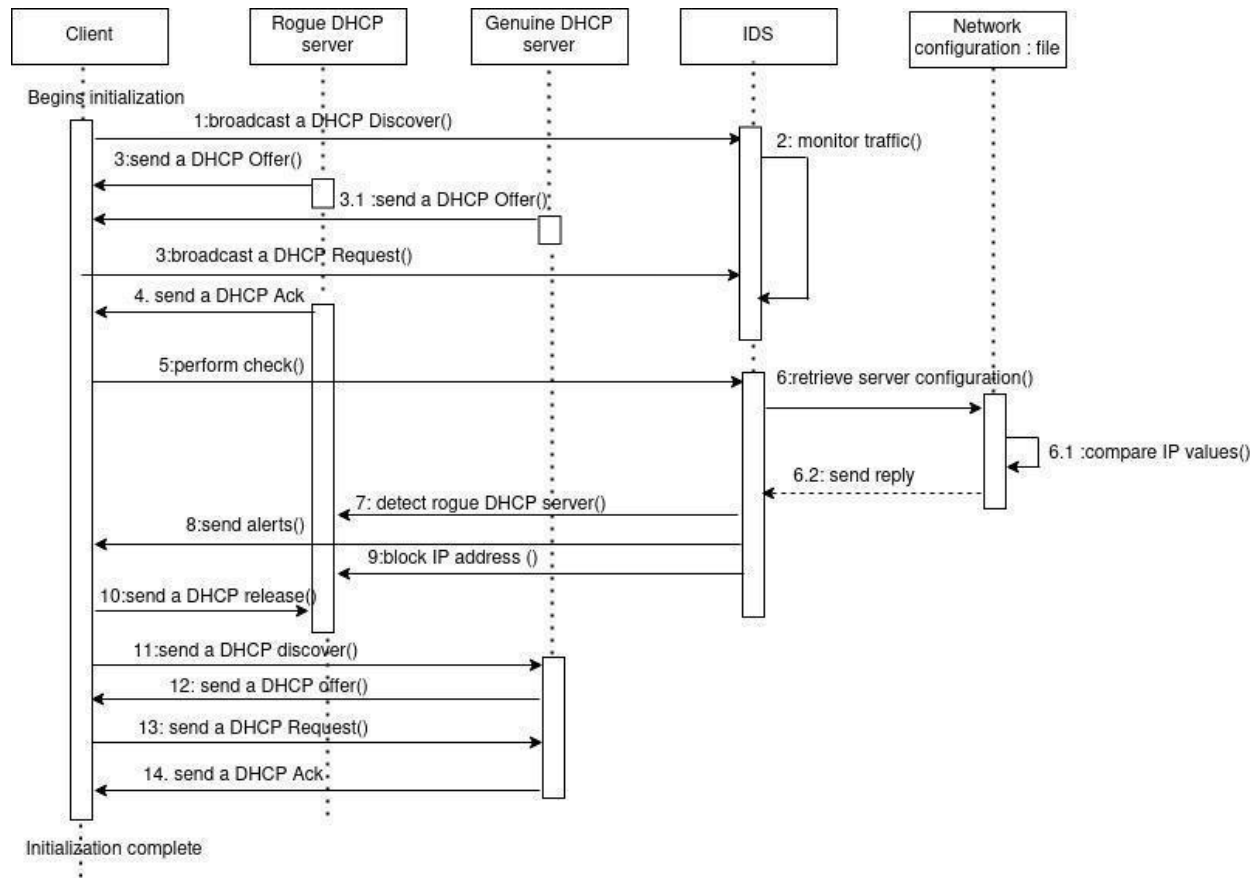 Client
Rogue DHCP
server
Genuine DHCP
server
IDS
Network
configuration : file
Begins initialization
1:broadcast a DHCP Discover()
2: monitor traffic()
3:send a DHCP Offer()
3.1 :send a DHCP Offer()
3:broadcast a DHCP Request()
4. send a DHCP Ack
5:perform check()
6:retrieve server configuration()
6.1 :compare IP values()
6.2: send reply
7: detect rogue DHCP server()
8:send alerts()
9:block IP address ()
10:send a DHCP release()
11:send a DHCP discover()
12: send a DHCP offer()
13: send a DHCP Request()
14. send a DHCP Ack
Initialization complete